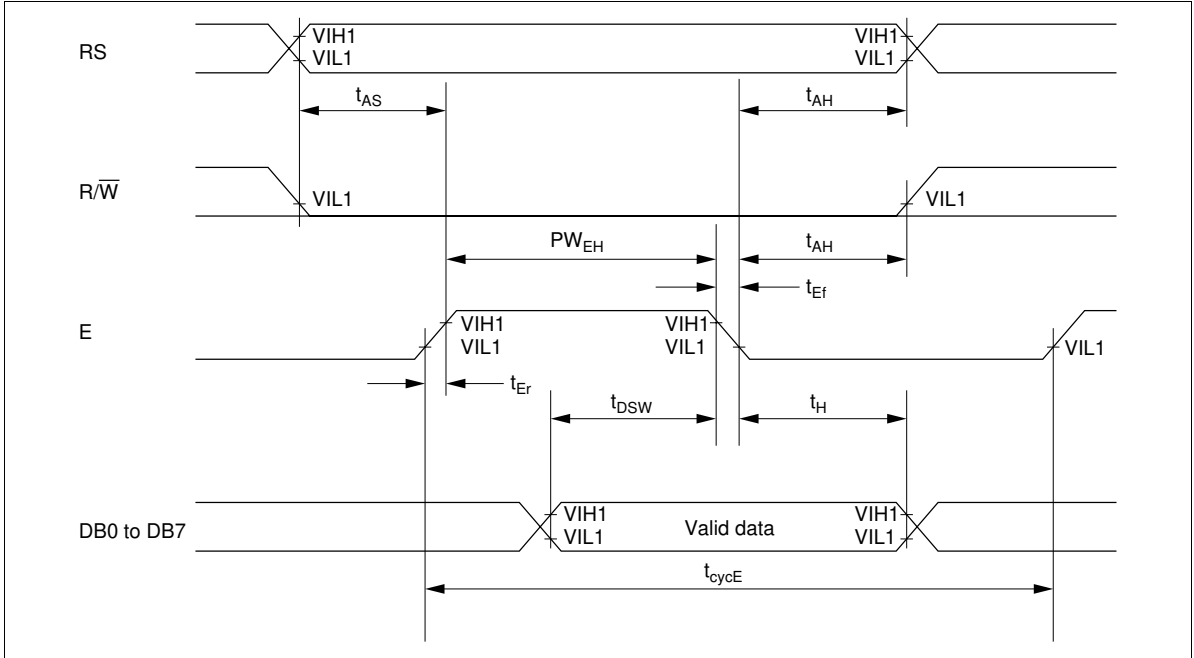 RS
VIH1
VIL1
VIH1
VIL1
tAS
tAH
R/W̅
VIL1
VIL1
PWEH
tAH
tEf
E
VIH1
VIL1
VIH1
VIL1
VIL1
tEr
tDSW
tH
DB0 to DB7
VIH1
VIL1
Valid data
VIH1
VIL1
tcycE